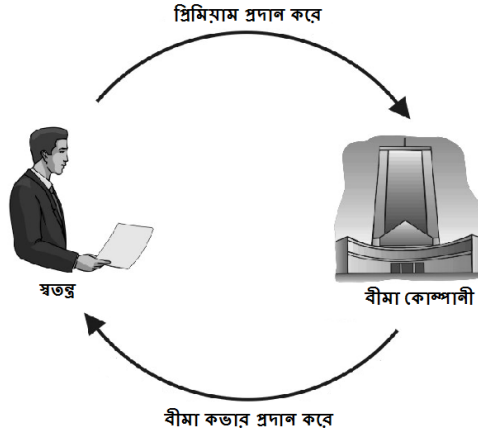 প্রিমিয়াম প্রদান করে
স্বতন্ত্র
বীমা কোম্পানী
বীমা কভার প্রদান করে